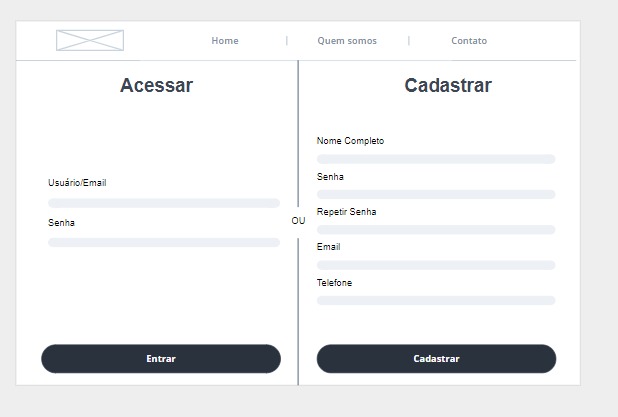 Home | Quem somos | Contato
Acessar
Usuário/Email
Senha
Entrar
OU
Cadastrar
Nome Completo
Senha
Repetir Senha
Email
Telefone
Cadastrar